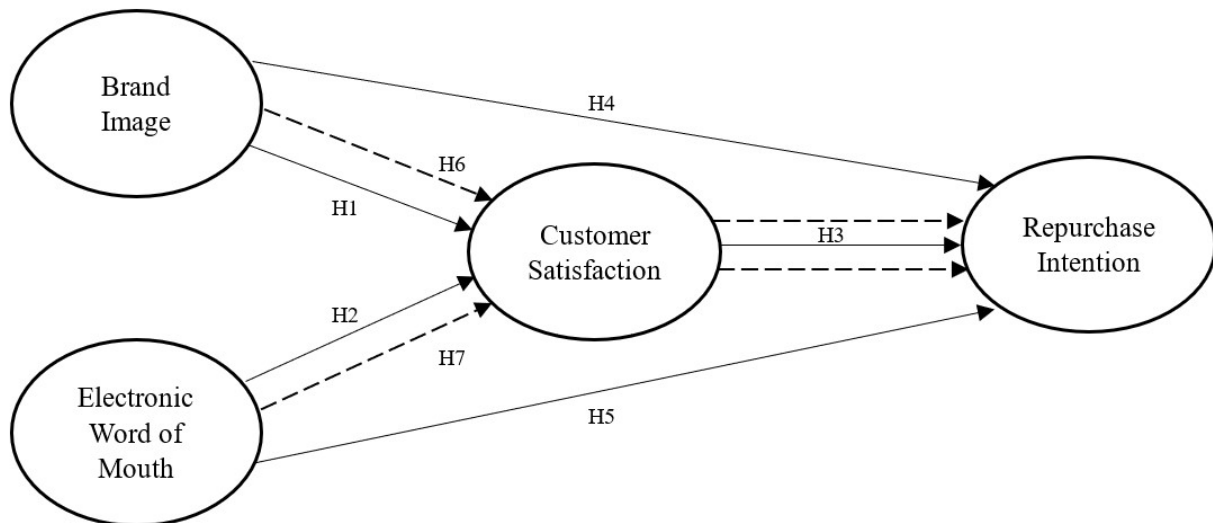 Brand
Image
H4
H6
H1
Customer
Satisfaction
H3
Repurchase
Intention
H2
H7
Electronic
Word of
Mouth
H5